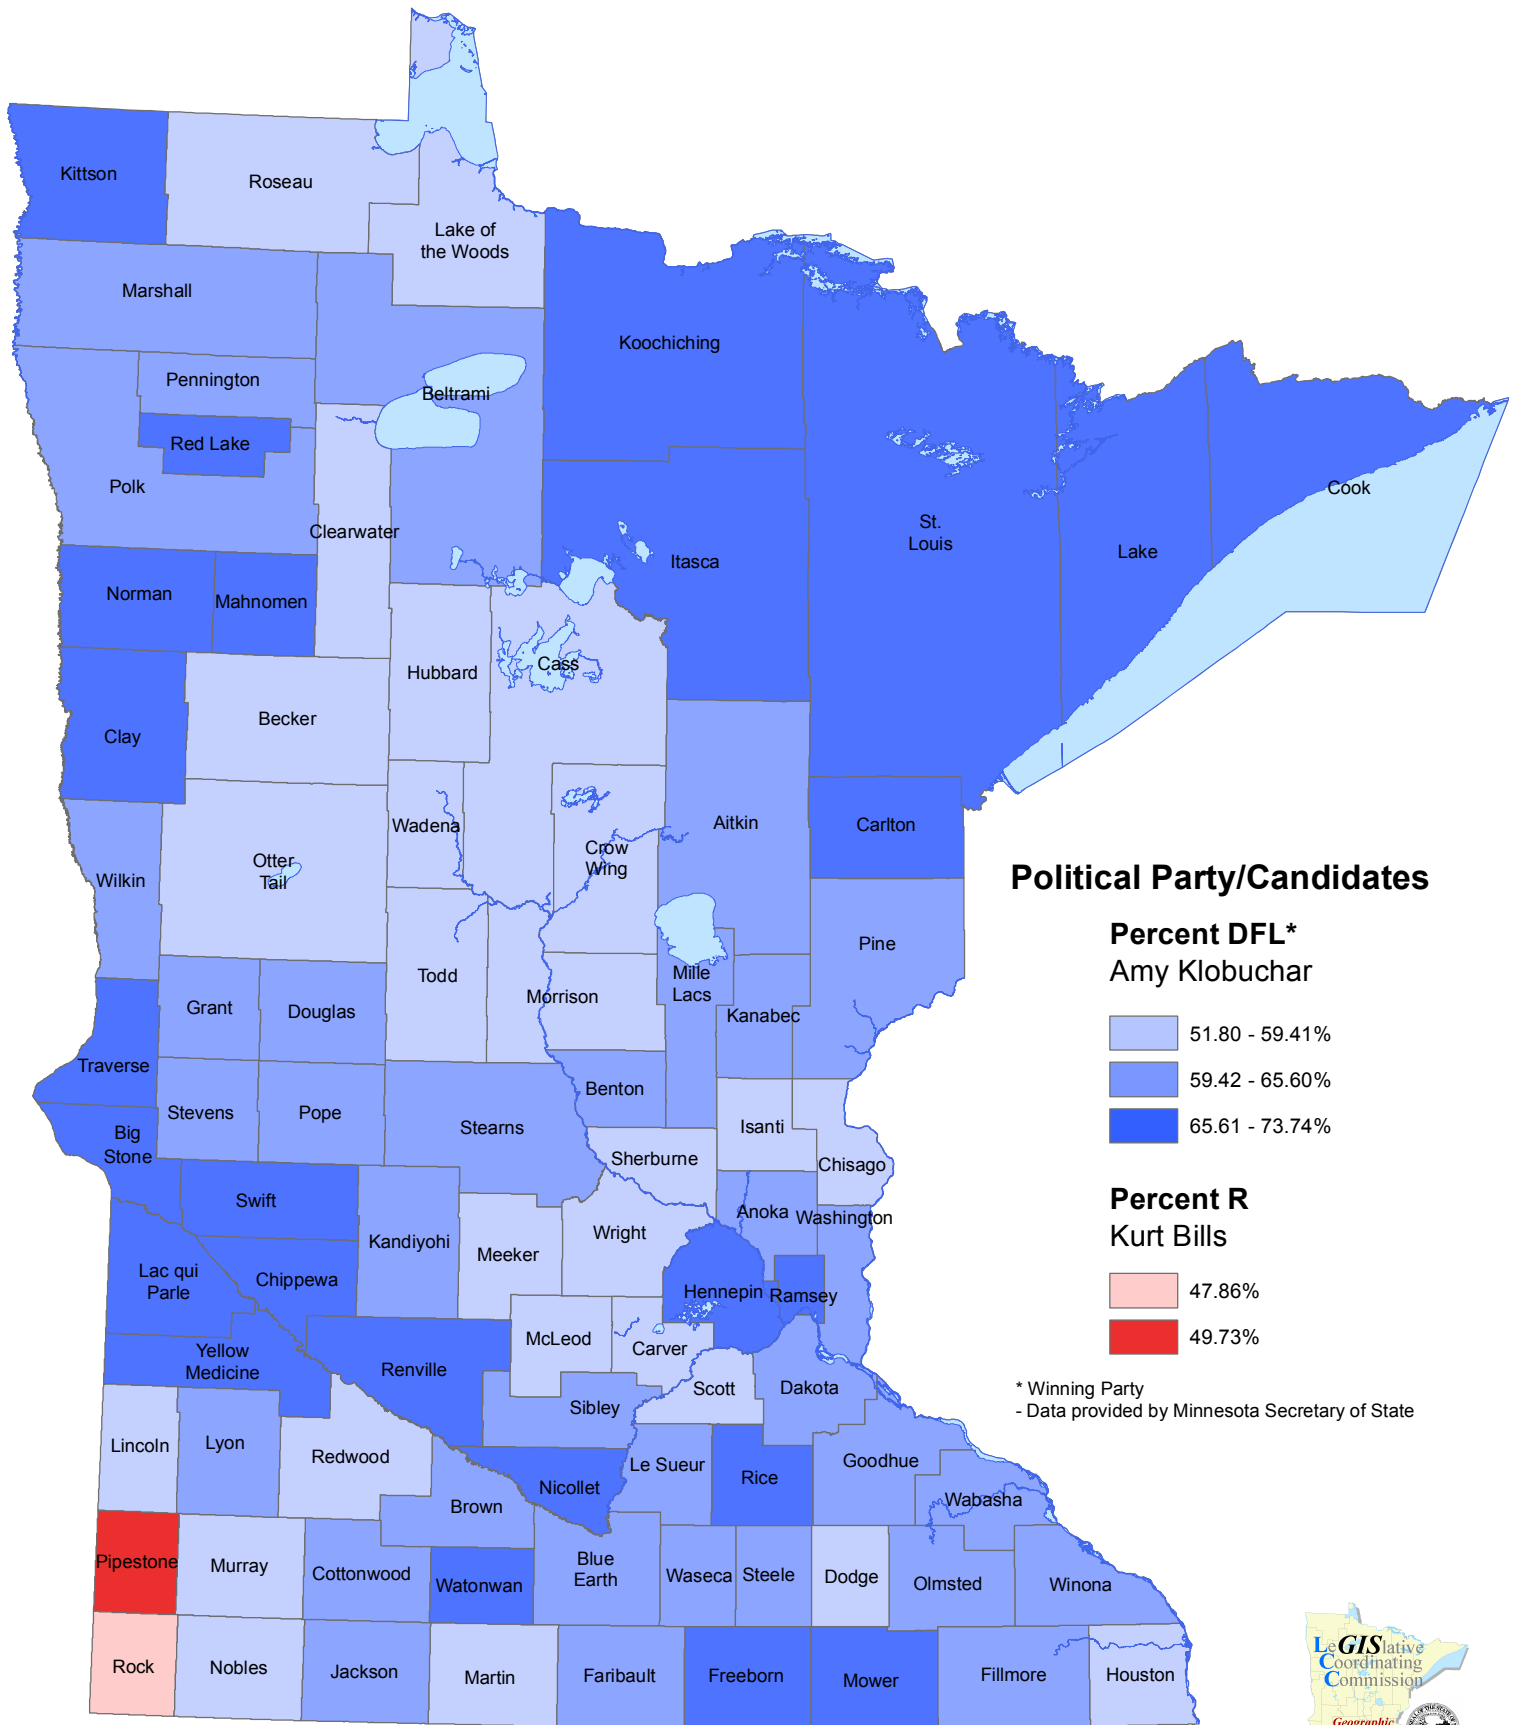 Kittson
Roseau
Lake of
the Woods
Marshall
Koochiching
Pennington
Beltrami
Red Lake
Polk
Cook
Clearwater
St.
Louis
Lake
Itasca
Norman
Mahnomen
Hubbard
Cass
Becker
Clay
Wadena
Aitkin
Carlton
Crow
Wing
Otter
Tail
Wilkin
Political Party/Candidates
Percent DFL*
Amy Klobuchar
51.80 - 59.41%
59.42 - 65.60%
65.61 - 73.74%
Pine
Todd
Morrison
Mille
Lacs
Grant
Douglas
Kanabec
Traverse
Benton
Stevens
Pope
Stearns
Isanti
Big
Stone
Sherburne
Chisago
Swift
Anoka
Washington
Wright
Kandiyohi
Meeker
Percent R
Kurt Bills
47.86%
49.73%
Lac qui
Parle
Chippewa
Hennepin
Ramsey
McLeod
Carver
Yellow
Medicine
Renville
Scott
Dakota
* Winning Party
- Data provided by Minnesota Secretary of State
Sibley
Lincoln
Lyon
Redwood
Le Sueur
Goodhue
Rice
Nicollet
Wabasha
Brown
Pipestone
Murray
Cottonwood
Watonwan
Blue
Earth
Waseca
Steele
Dodge
Olmsted
Winona
Rock
Nobles
Jackson
Martin
Faribault
Freeborn
Mower
Fillmore
Houston
LeGISlative
Coordinating
Commission
Geographic